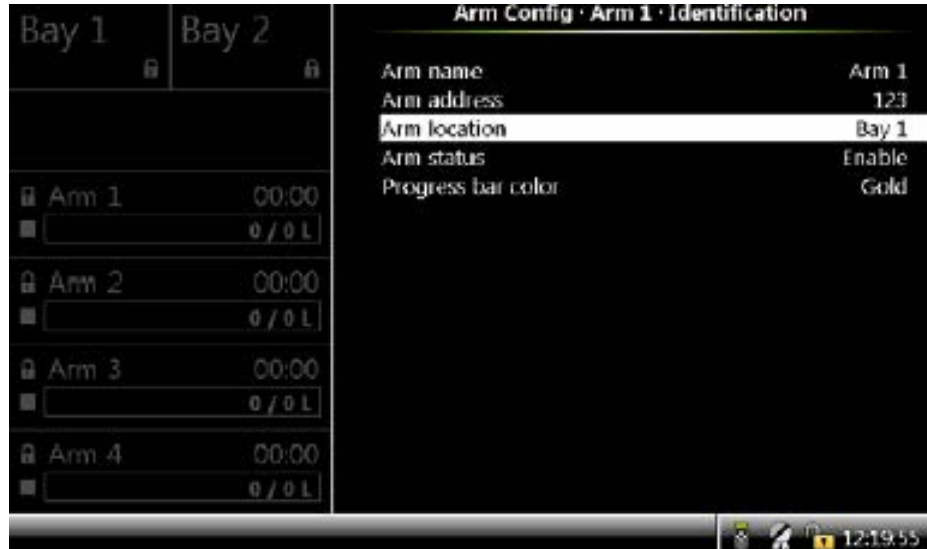 Bay 1
Bay 2
Arm 1 00:00
0 / 0 L
Arm 2 00:00
0 / 0 L
Arm 3 00:00
0 / 0 L
Arm 4 00:00
0 / 0 L
Arm Config · Arm 1 · Identification
Arm name Arm 1
Arm address 123
Arm location Bay 1
Arm status Enable
Progress bar color Gold
12:19:55